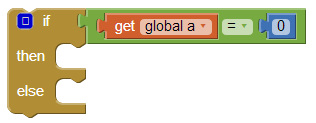 if get global a = 0
then
else